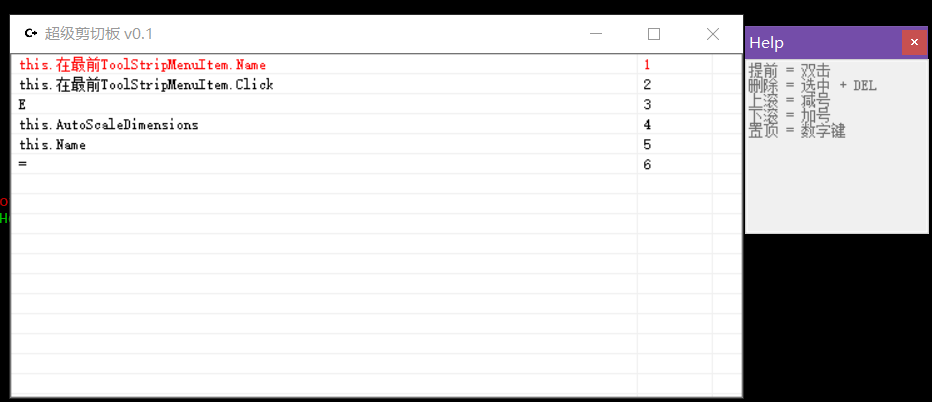 C+ 超级剪切板 v0.1
this.在最前ToolStripMenuItem.Name 1
this.在最前ToolStripMenuItem.Click 2
E 3
this.AutoScaleDimensions 4
this.Name 5
= 6
Help
提前 = 双击
删除 = 选中 + DEL
上滚 = 减号
下滚 = 加号
置顶 = 数字键